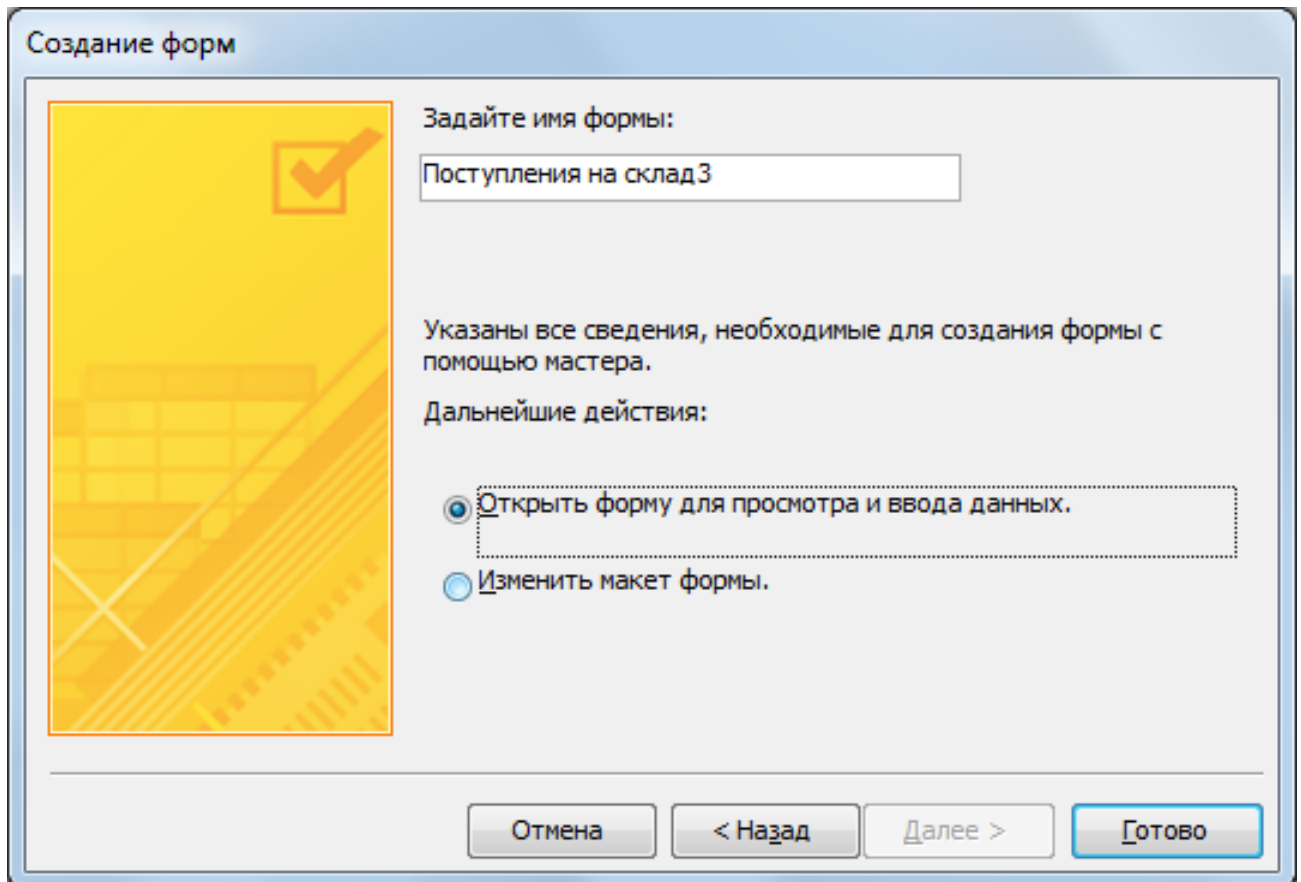 Создание форм
Задайте имя формы:
Поступления на склад3
Указаны все сведения, необходимые для создания формы с
помощью мастера.
Дальнейшие действия:
Открыть форму для просмотра и ввода данных.
Изменить макет формы.
Отмена
< Назад
Далее >
Готово